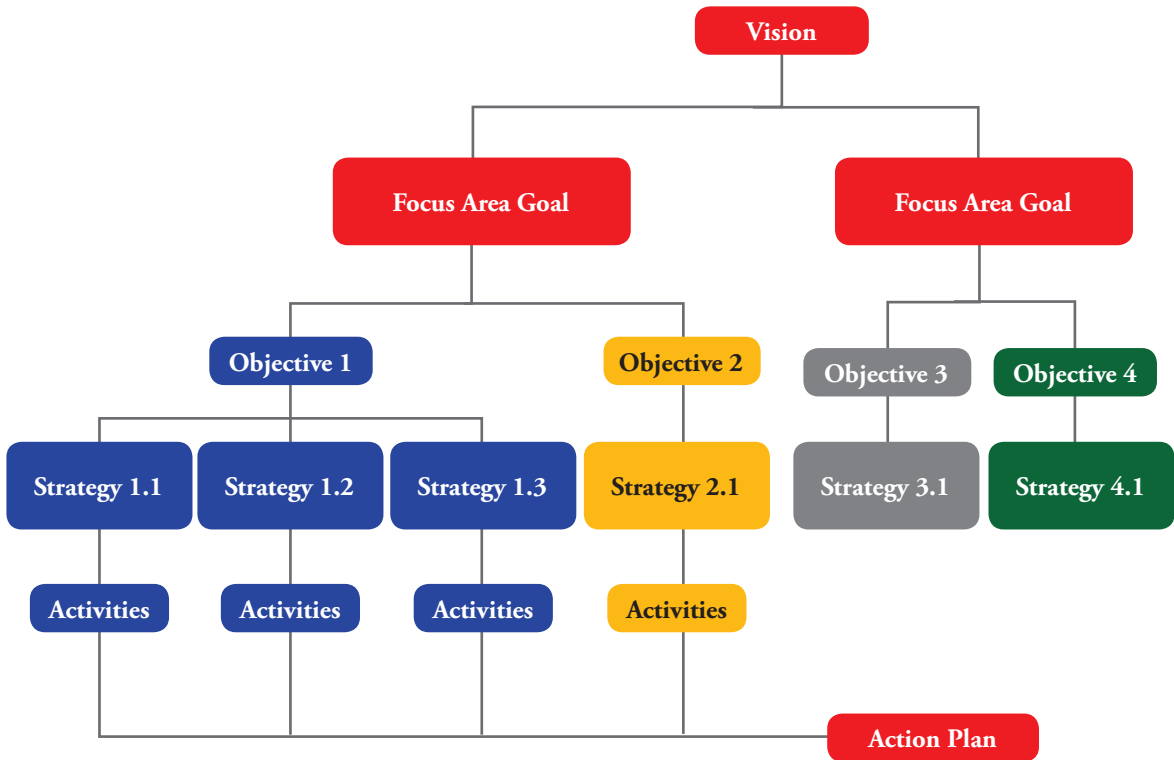 Vision
Focus Area Goal
Focus Area Goal
Objective 1
Objective 2
Objective 3
Objective 4
Strategy 1.1
Strategy 1.2
Strategy 1.3
Strategy 2.1
Strategy 3.1
Strategy 4.1
Activities
Activities
Activities
Activities
Action Plan